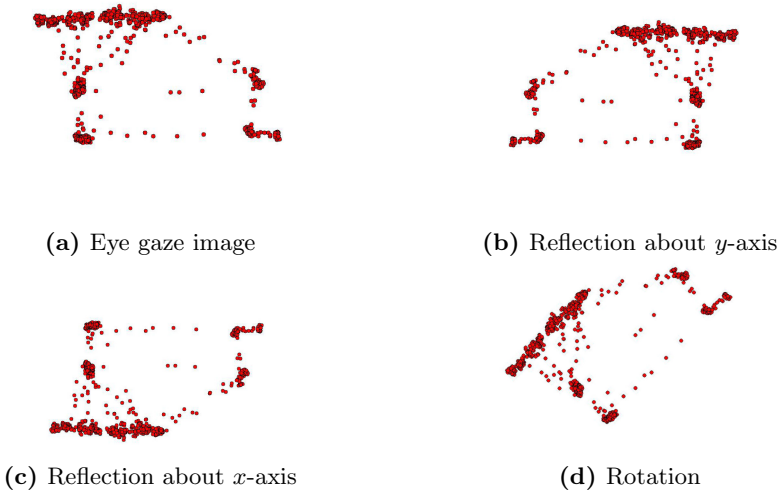 (a) Eye gaze image
(b) Reflection about y-axis
(c) Reflection about x-axis
(d) Rotation